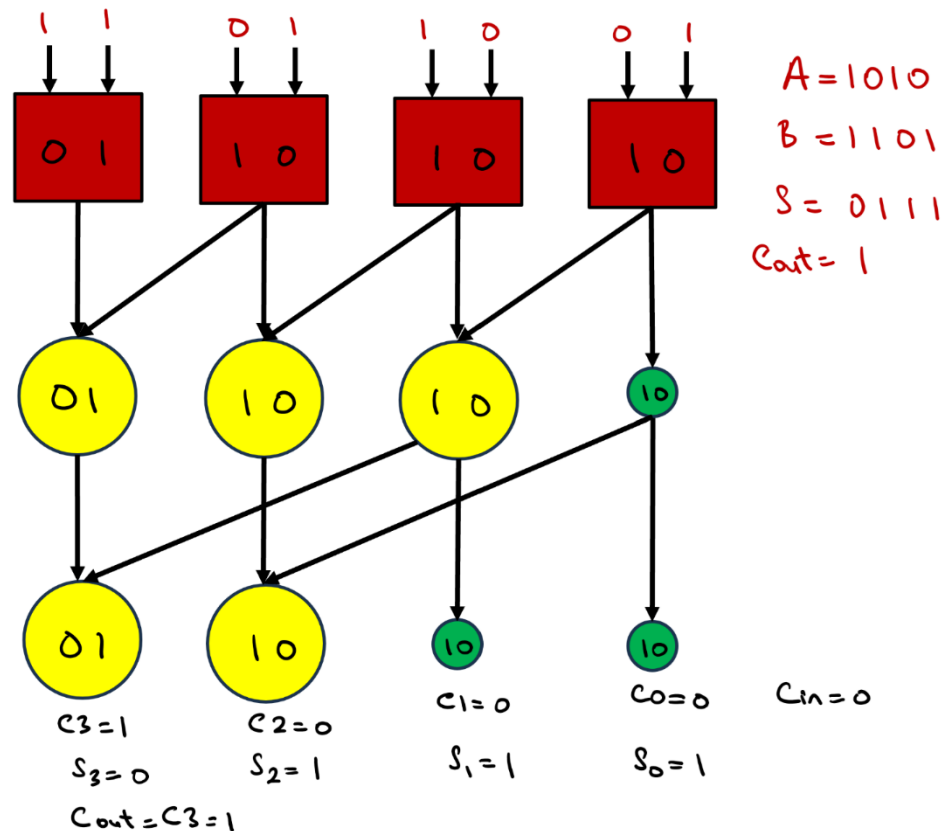 1 1 0 1 1 0 0 1
A = 1010
0 1 1 0 1 0 1 0
B = 1101
S = 0111
Cout = 1
01 10 10 10
01 10 10 10
C3=1 C2=0 C1=0 C0=0 Cin=0
S3=0 S2=1 S1=1 S0=1
Cout=C3=1